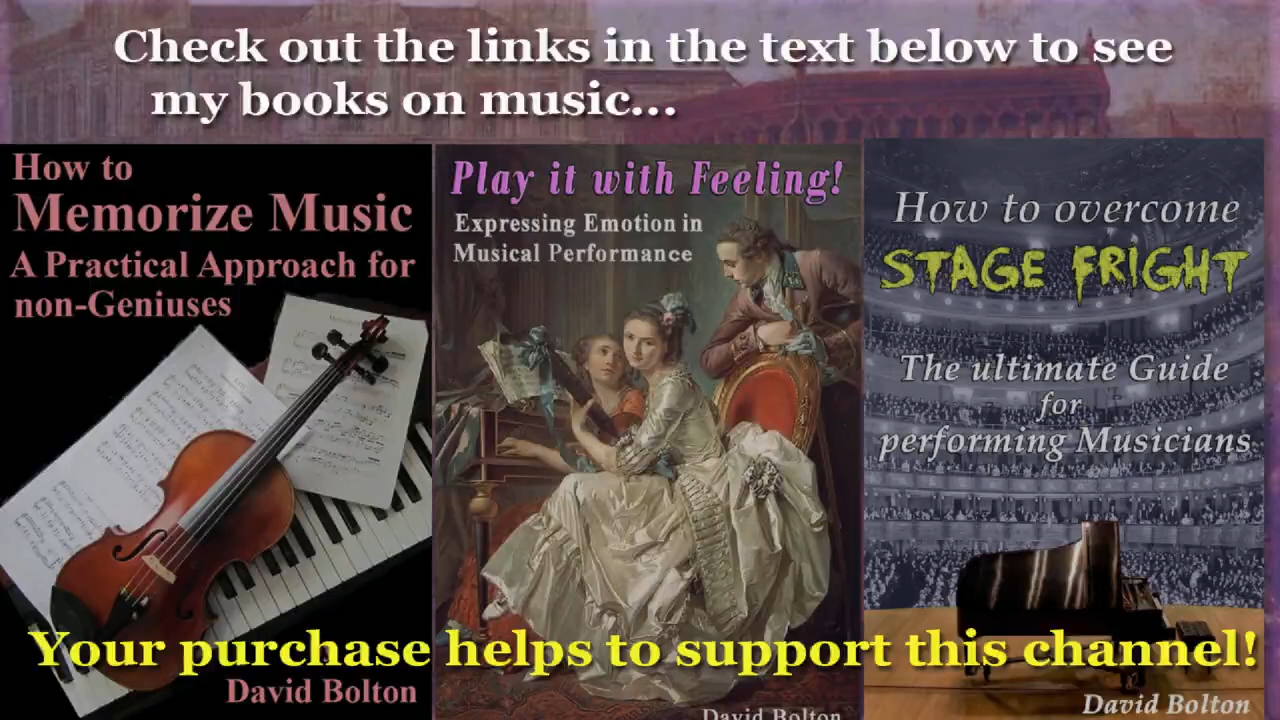 Check out the links in the text below to see
my books on music...
How to
Memorize Music
A Practical Approach for
non-Geniuses
David Bolton
Play it with Feeling!
Expressing Emotion in
Musical Performance
David Bolton
How to overcome
STAGE FRIGHT
The ultimate Guide
for
performing Musicians
David Bolton
Your purchase helps to support this channel!